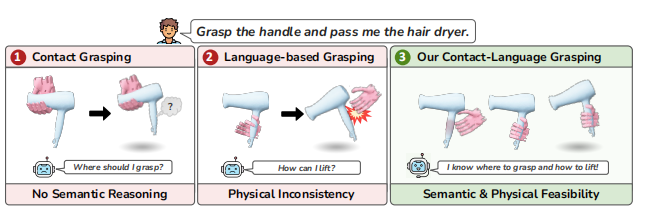 Grasp the handle and pass me the hair dryer.
1 Contact Grasping
?
Where should I grasp?
No Semantic Reasoning
2 Language-based Grasping
How can I lift?
Physical Inconsistency
3 Our Contact-Language Grasping
I know where to grasp and how to lift!
Semantic & Physical Feasibility